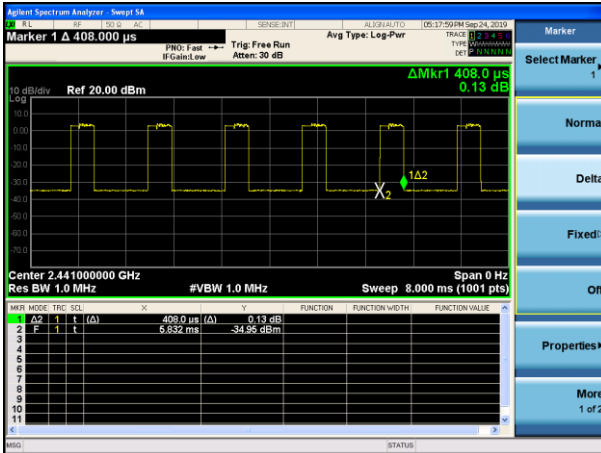 Agilent Spectrum Analyzer - Swept SA
RL RF 50 Ω AC SENSE:INT ALIGNAUTO 05:17:59 PM Sep 24, 2019
Marker 1 Δ 408.000 µs
PNO: Fast
IFGain:Low
Trig: Free Run
Atten: 30 dB
Avg Type: Log-Pwr
TRACE 1 2 3 4 5 6
TYPE WWWWWW
DET P N N N N N
ΔMkr1 408.0 µs
0.13 dB
10 dB/div Ref 20.00 dBm
Log
10.0
0.00
-10.0
-20.0
-30.0
-40.0
-50.0
-60.0
-70.0
1Δ2
X2
Center 2.441000000 GHz Span 0 Hz
Res BW 1.0 MHz #VBW 1.0 MHz Sweep 8.000 ms (1001 pts)
MKR MODE TRC SCL X Y FUNCTION FUNCTION WIDTH FUNCTION VALUE
1 Δ2 1 t (Δ) 408.0 µs (Δ) 0.13 dB
2 F 1 t 5.832 ms -34.95 dBm
3
4
5
6
7
8
9
10
11
MSG STATUS
Marker
Select Marker
1
Norma
Delta
Fixed
Off
Properties
More
1 of 2